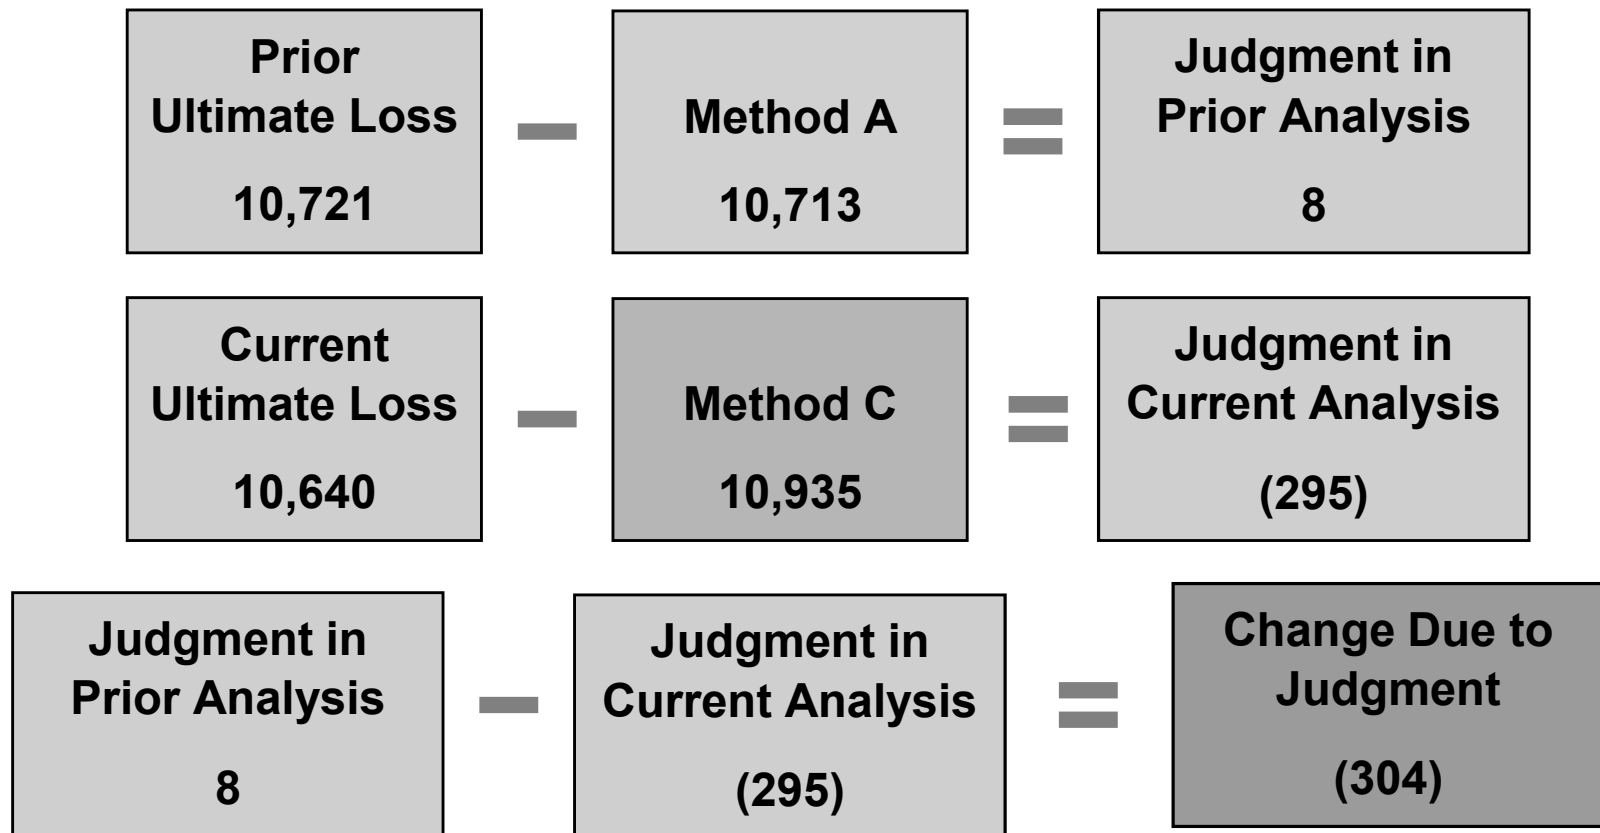 Prior
Ultimate Loss
10,721
Method A
10,713
Judgment in
Prior Analysis
8
Current
Ultimate Loss
10,640
Method C
10,935
Judgment in
Current Analysis
(295)
Judgment in
Prior Analysis
8
Judgment in
Current Analysis
(295)
Change Due to
Judgment
(304)